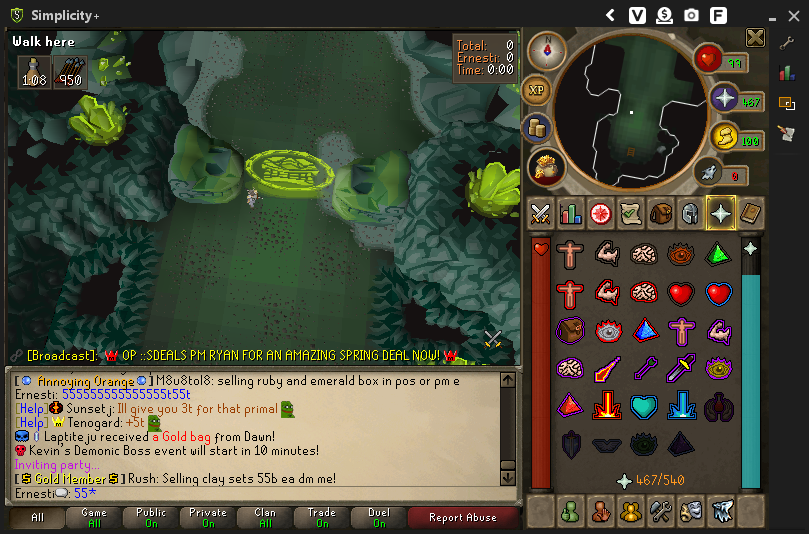 Simplicity+
Walk here
Total: 0
Ernesti: 0
Time: 0:00
1:08
950
N
XP
99
467
100
0
[Broadcast]: OP ::SDEALS PM RYAN FOR AN AMAZING SPRING DEAL NOW!
[Annoying Orange] M8u8tol8: selling ruby and emerald box in pos or pm e
Ernesti: 555555555555555t55t
[Help] Sunsetj: Ill give you 3t for that primal
[Help] Tenogard: +5t
Laptiteju received a Gold bag from Dawn!
Kevin's Demonic Boss event will start in 10 minutes!
Inviting party...
[$ Gold Member $] Rush: Selling clay sets 55b ea dm me!
Ernesti: 55*
467/540
All
Game All
Public On
Private On
Clan All
Trade On
Duel On
Report Abuse